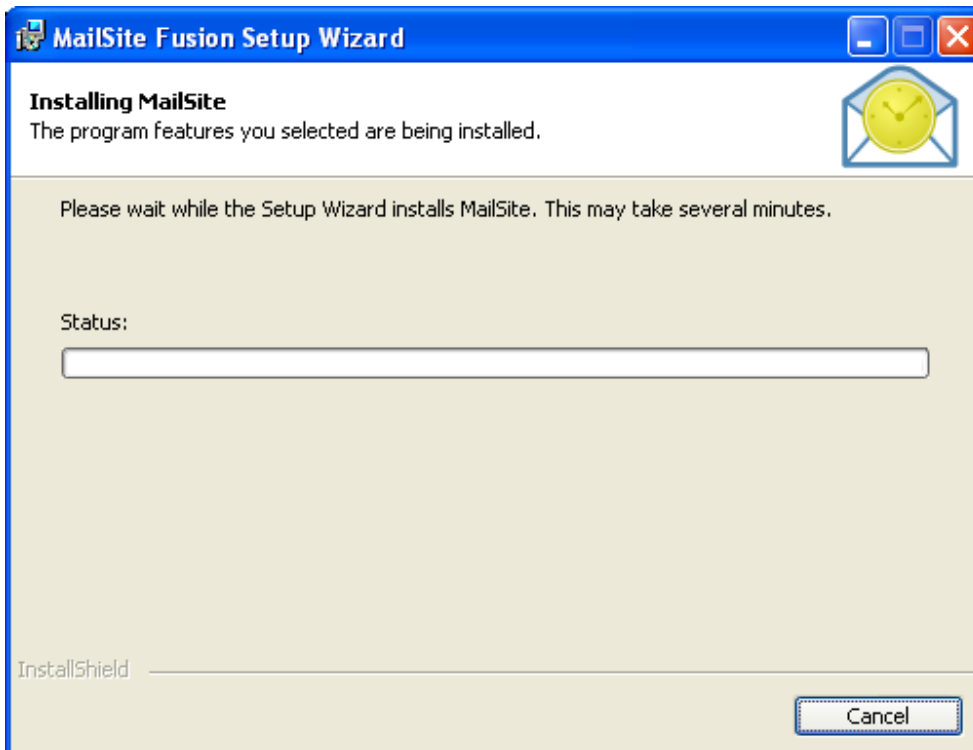 MailSite Fusion Setup Wizard
Installing MailSite
The program features you selected are being installed.
Please wait while the Setup Wizard installs MailSite. This may take several minutes.
Status:
InstallShield
Cancel